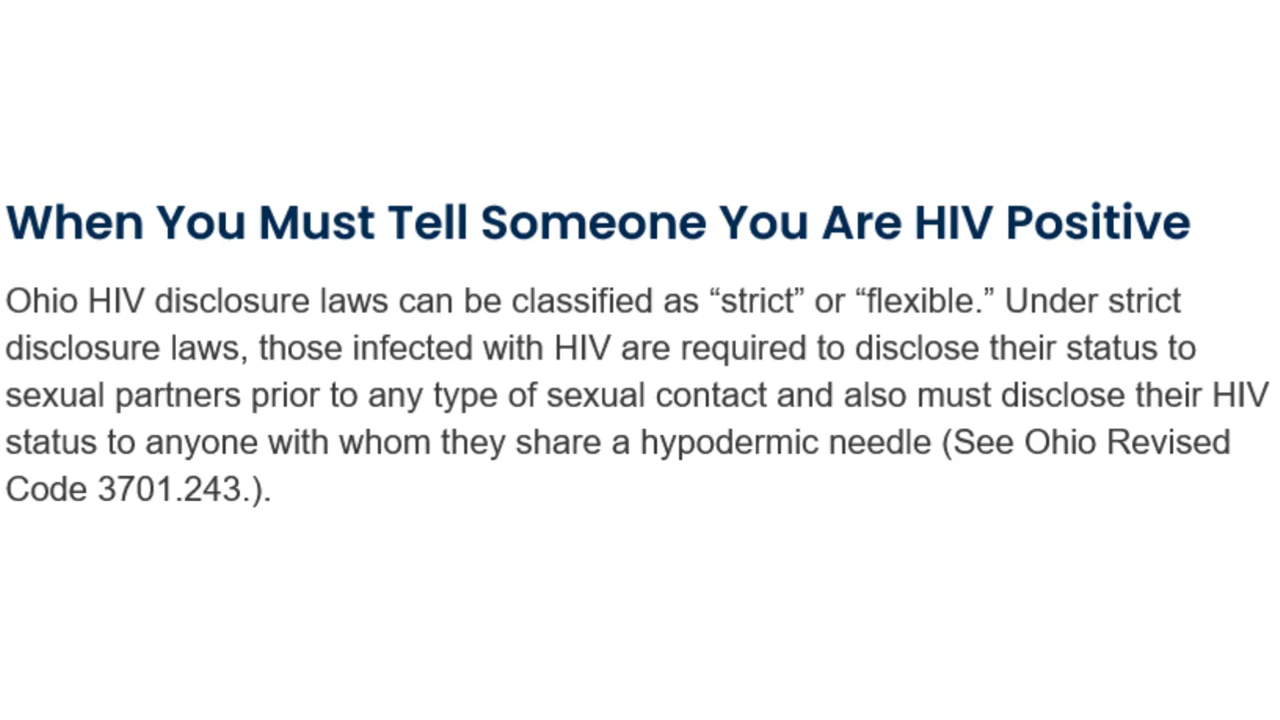 When You Must Tell Someone You Are HIV Positive
Ohio HIV disclosure laws can be classified as “strict” or “flexible.” Under strict
disclosure laws, those infected with HIV are required to disclose their status to
sexual partners prior to any type of sexual contact and also must disclose their HIV
status to anyone with whom they share a hypodermic needle (See Ohio Revised
Code 3701.243.).